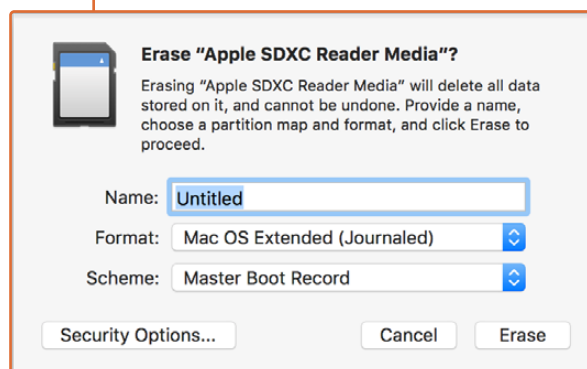 Erase “Apple SDXC Reader Media”?
Erasing “Apple SDXC Reader Media” will delete all data
stored on it, and cannot be undone. Provide a name,
choose a partition map and format, and click Erase to
proceed.
Name: Untitled
Format: Mac OS Extended (Journaled)
Scheme: Master Boot Record
Security Options... Cancel Erase